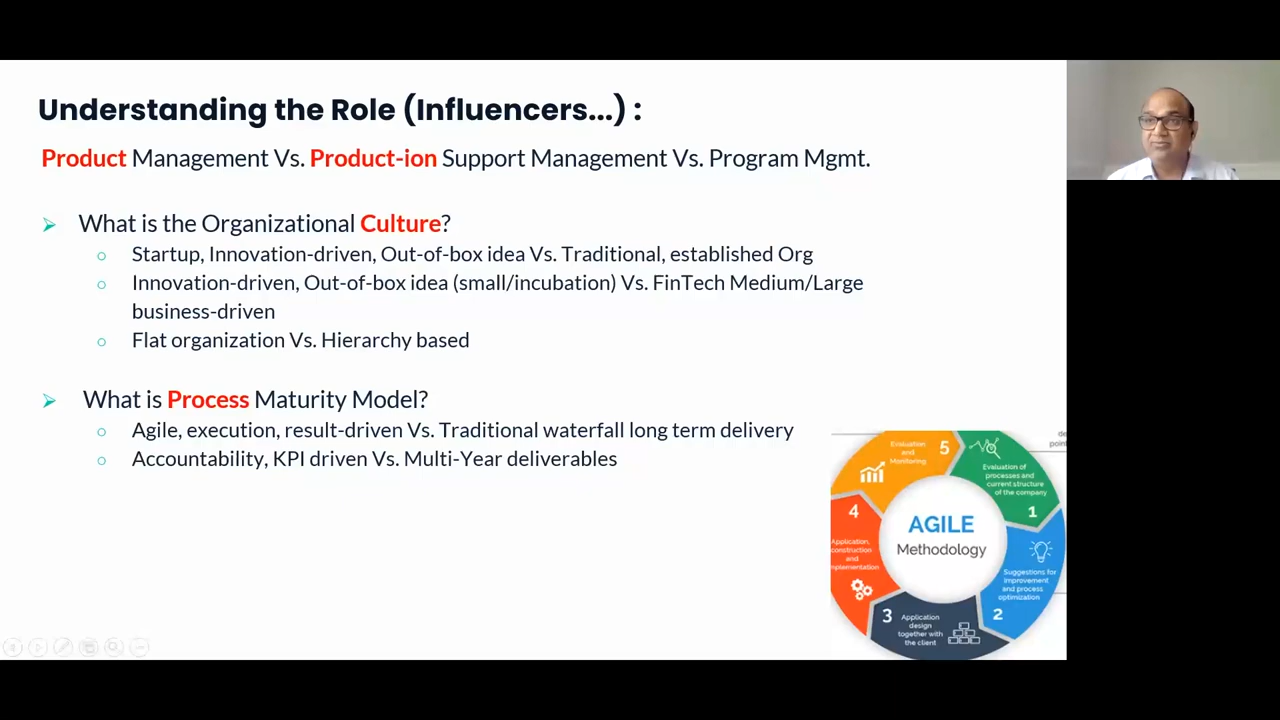 Understanding the Role (Influencers...) :
Product Management Vs. Product-ion Support Management Vs. Program Mgmt.
What is the Organizational Culture?
Startup, Innovation-driven, Out-of-box idea Vs. Traditional, established Org
Innovation-driven, Out-of-box idea (small/incubation) Vs. FinTech Medium/Large
business-driven
Flat organization Vs. Hierarchy based
What is Process Maturity Model?
Agile, execution, result-driven Vs. Traditional waterfall long term delivery
Accountability, KPI driven Vs. Multi-Year deliverables
AGILE
Methodology
1
Evaluation of
processes and
current structure
of the company
2
Suggestions for
improvement
and process
optimization
3
Application
design
together with
the client
4
Application,
construction
and
implementation
5
Evaluation
and
Monitoring